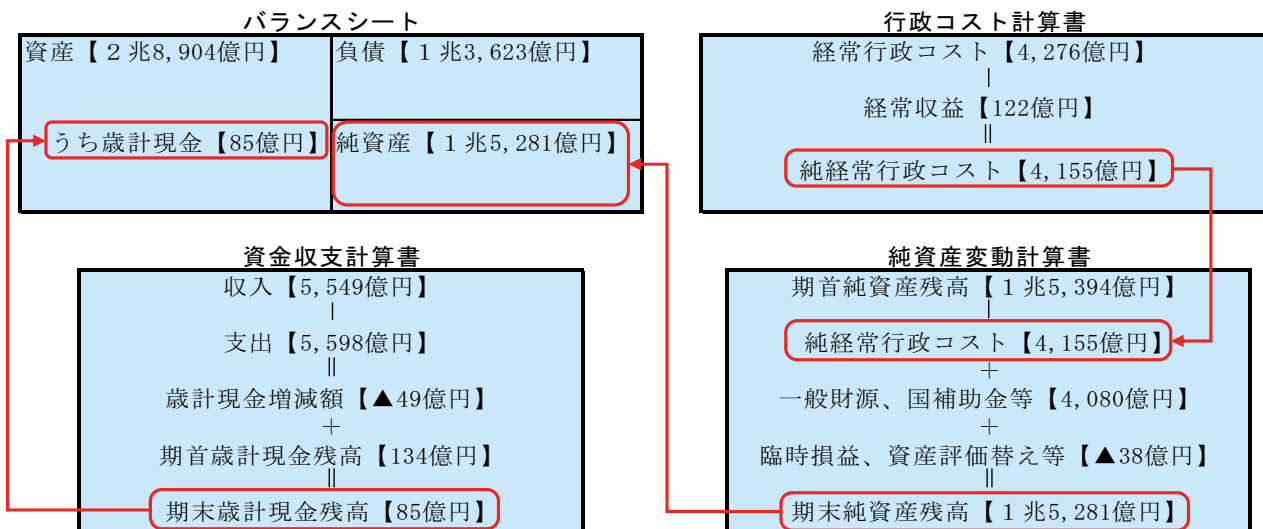 バランスシート
資産【２兆8,904億円】
負債【１兆3,623億円】
うち歳計現金【85億円】
純資産【１兆5,281億円】
行政コスト計算書
経常行政コスト【4,276億円】
－
経常収益【122億円】
＝
純経常行政コスト【4,155億円】
資金収支計算書
収入【5,549億円】
－
支出【5,598億円】
＝
歳計現金増減額【▲49億円】
＋
期首歳計現金残高【134億円】
＝
期末歳計現金残高【85億円】
純資産変動計算書
期首純資産残高【１兆5,394億円】
－
純経常行政コスト【4,155億円】
＋
一般財源、国補助金等【4,080億円】
＋
臨時損益、資産評価替え等【▲38億円】
＝
期末純資産残高【１兆5,281億円】